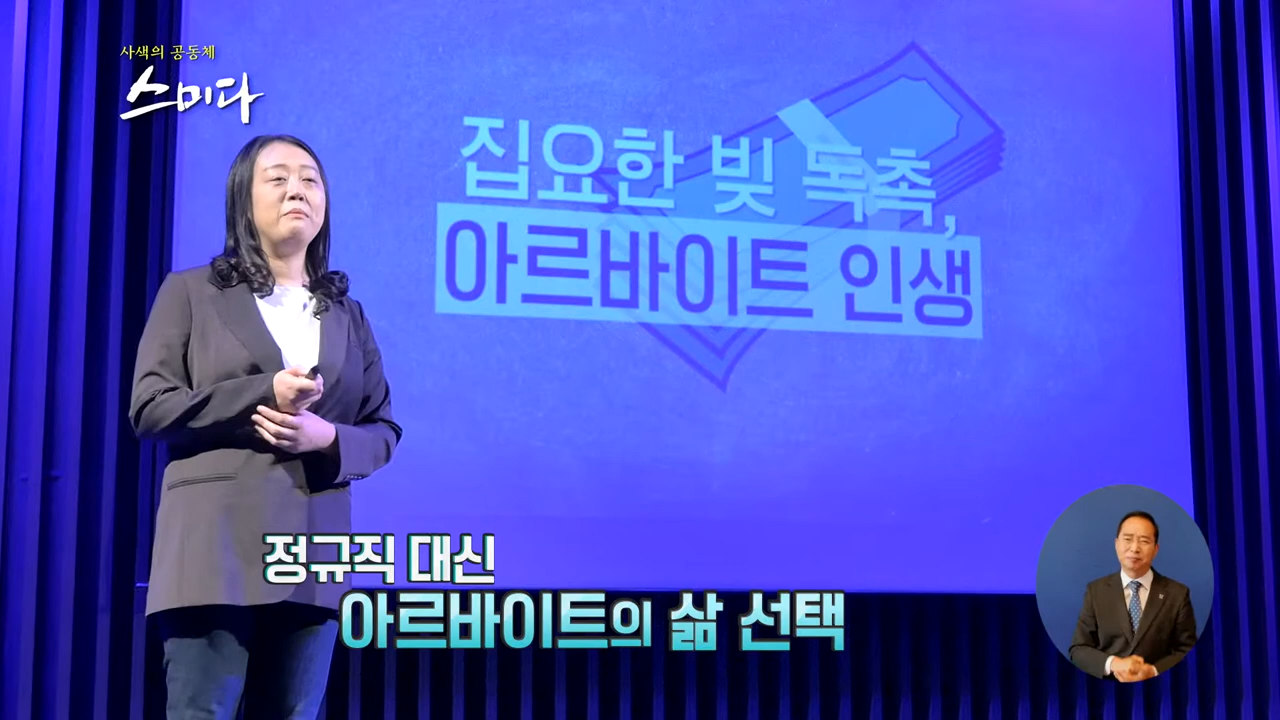 사색의 공동체
스미다
집요한 빚 독촉,
아르바이트 인생
정규직 대신
아르바이트의 삶 선택